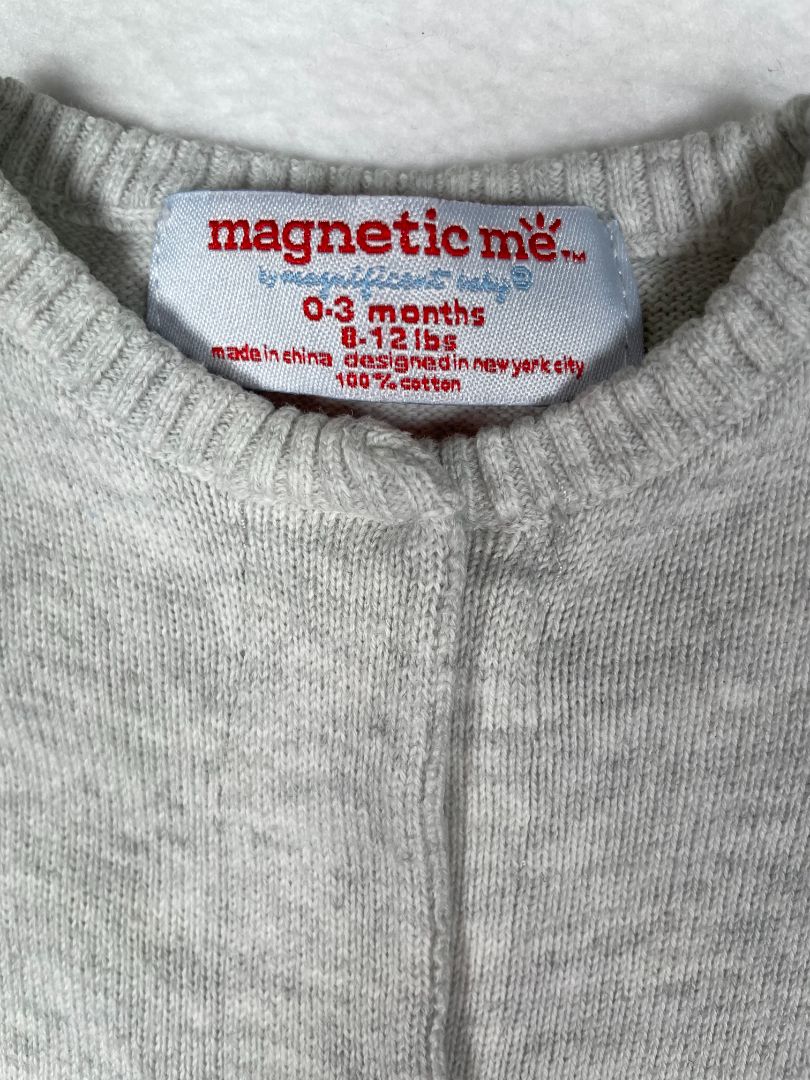 magnetic me™
by magnificent baby®
0-3 months
8-12 lbs
made in china designed in new york city
100% cotton